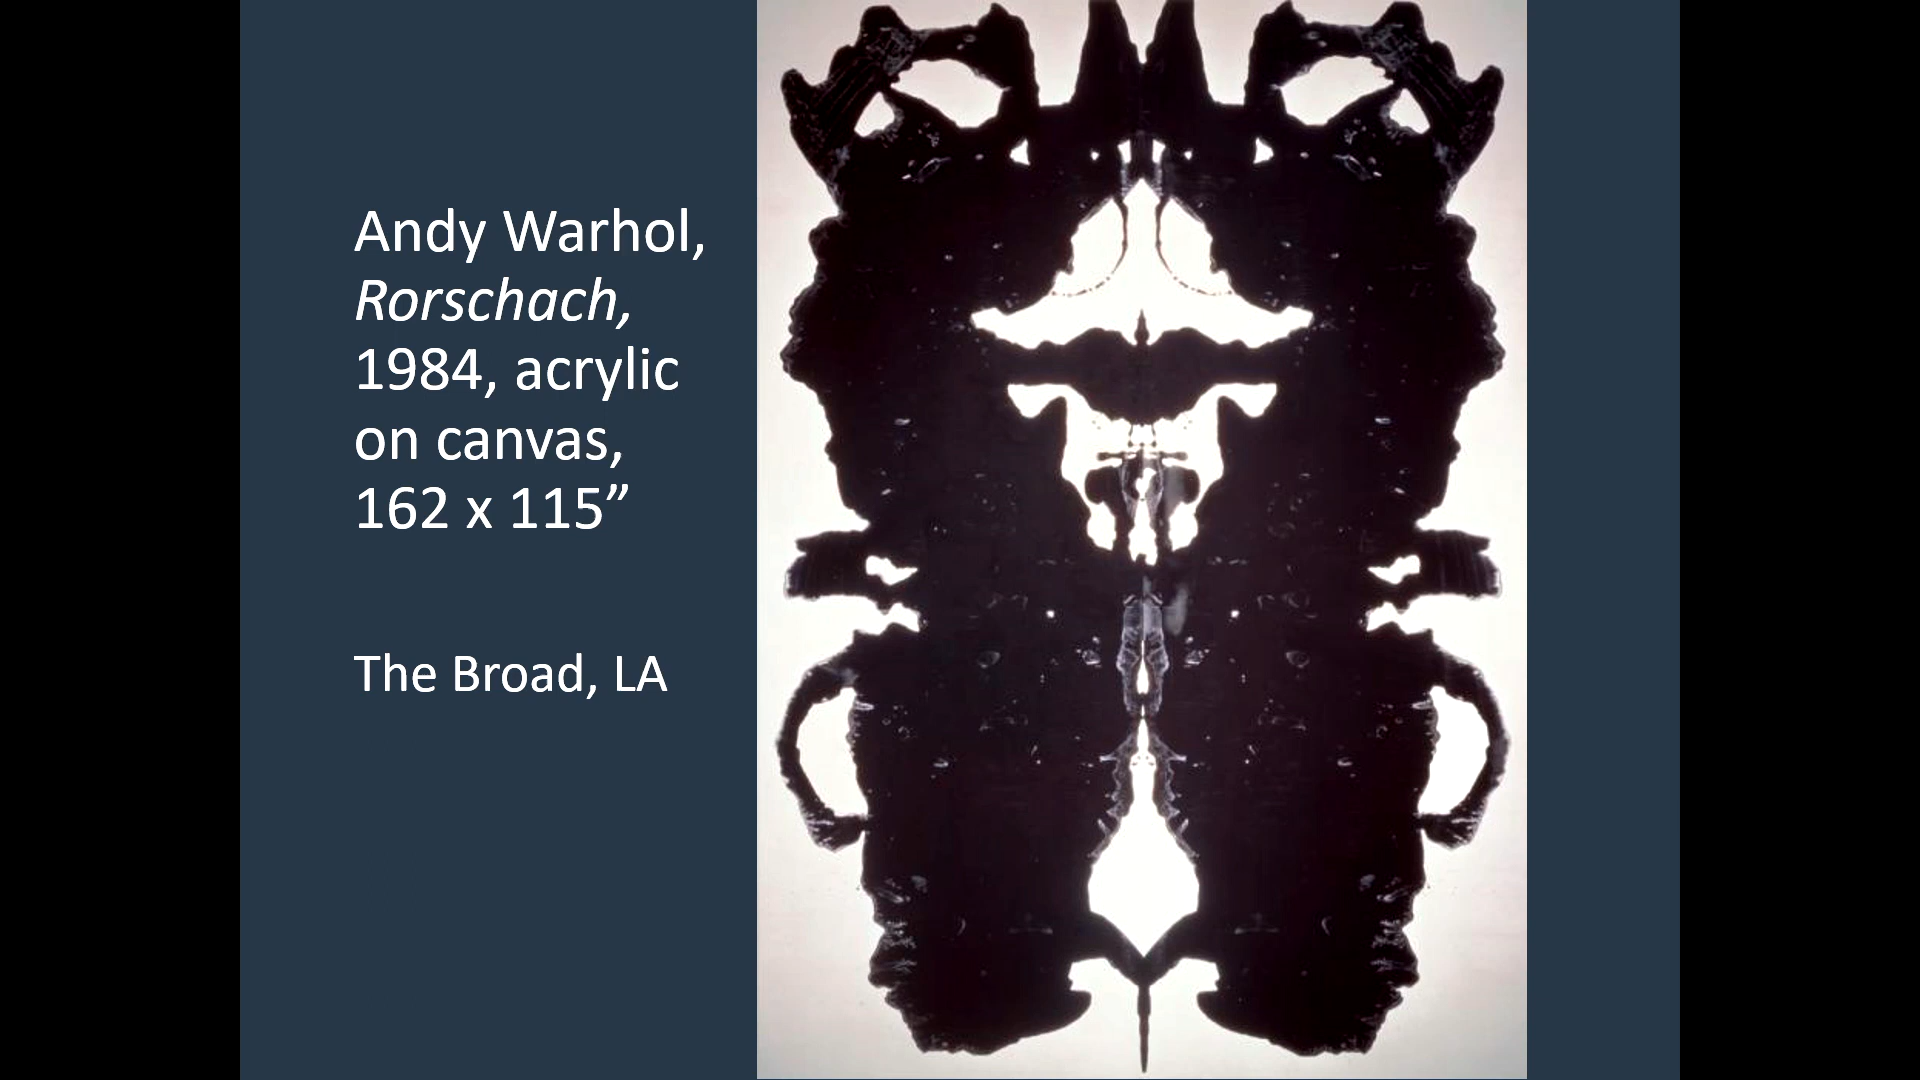 Andy Warhol,
Rorschach,
1984, acrylic
on canvas,
162 x 115”
The Broad, LA